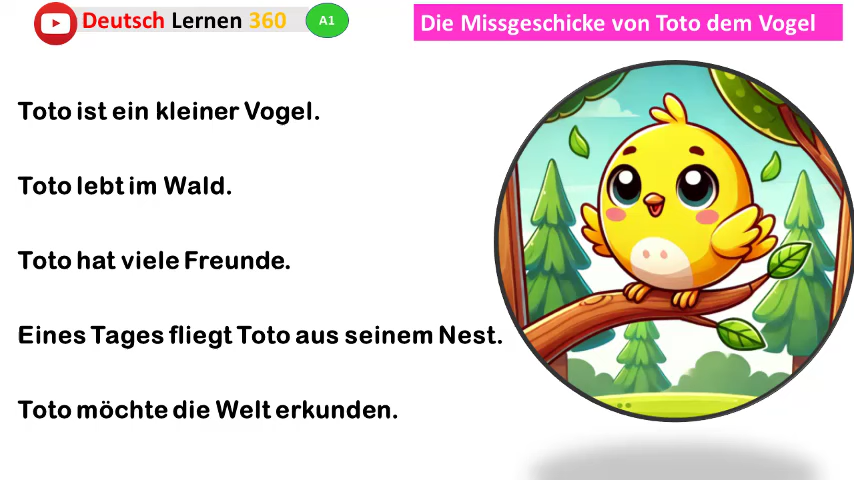 Deutsch Lernen 360 A1
Die Missgeschicke von Toto dem Vogel
Toto ist ein kleiner Vogel.
Toto lebt im Wald.
Toto hat viele Freunde.
Eines Tages fliegt Toto aus seinem Nest.
Toto möchte die Welt erkunden.